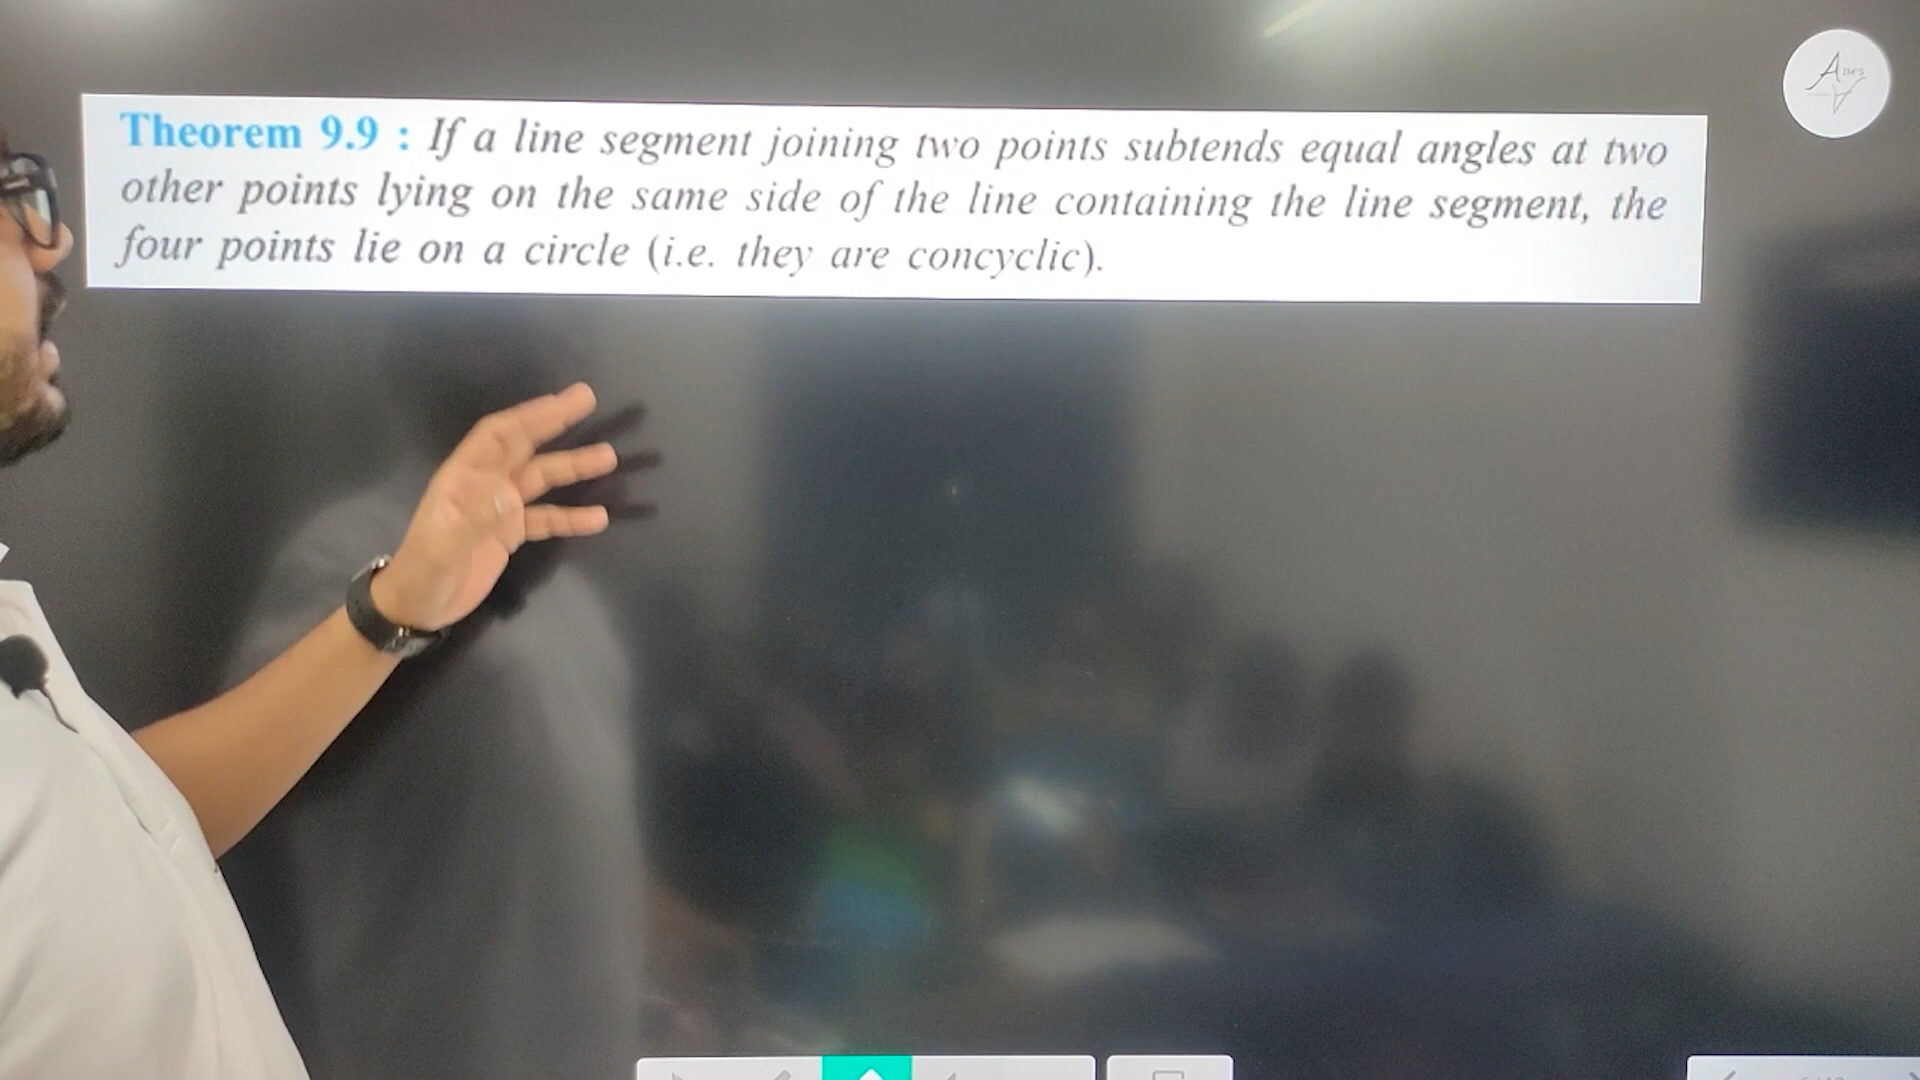 Theorem 9.9 : If a line segment joining two points subtends equal angles at two
other points lying on the same side of the line containing the line segment, the
four points lie on a circle (i.e. they are concyclic).